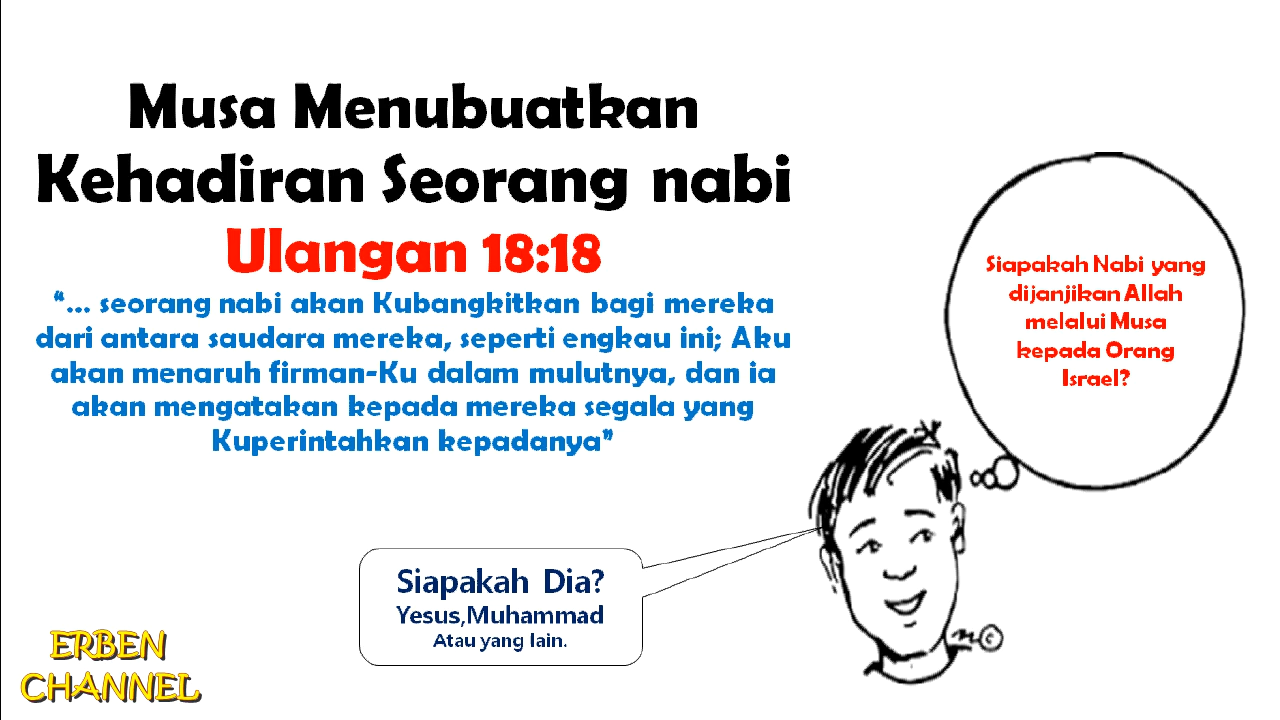 Musa Menubuatkan
Kehadiran Seorang nabi
Ulangan 18:18
“... seorang nabi akan Kubangkitkan bagi mereka
dari antara saudara mereka, seperti engkau ini; Aku
akan menaruh firman-Ku dalam mulutnya, dan ia
akan mengatakan kepada mereka segala yang
Kuperintahkan kepadanya”
Siapakah Nabi yang
dijanjikan Allah
melalui Musa
kepada Orang
Israel?
Siapakah Dia?
Yesus,Muhammad
Atau yang lain.
ERBEN
CHANNEL